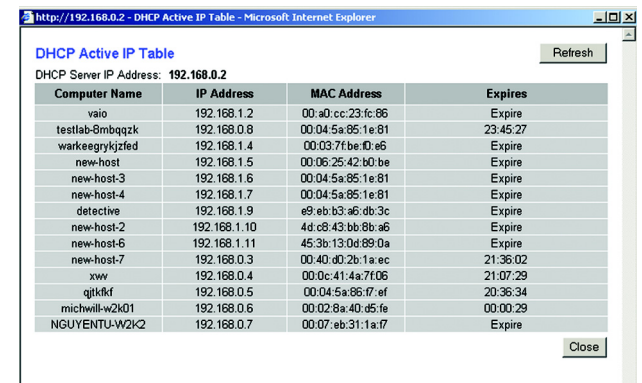 http://192.168.0.2 - DHCP Active IP Table - Microsoft Internet Explorer
DHCP Active IP Table
Refresh
DHCP Server IP Address: 192.168.0.2
Computer Name IP Address MAC Address Expires
vaio 192.168.1.2 00:a0:cc:23:fc:86 Expire
testlab-8mbqqzk 192.168.0.8 00:04:5a:85:1e:81 23:45:27
warkeegrykjzfed 192.168.1.4 00:03:7f:be:f0:e6 Expire
new-host 192.168.1.5 00:06:25:42:b0:be Expire
new-host-3 192.168.1.6 00:04:5a:85:1e:81 Expire
new-host-4 192.168.1.7 00:04:5a:85:1e:81 Expire
detective 192.168.1.9 e9:eb:b3:a6:db:3c Expire
new-host-2 192.168.1.10 4d:c8:43:bb:8b:a6 Expire
new-host-6 192.168.1.11 45:3b:13:0d:89:0a Expire
new-host-7 192.168.0.3 00:40:d0:2b:1a:ec 21:36:02
xwv 192.168.0.4 00:0c:41:4a:7f:06 21:07:29
qjtkfkf 192.168.0.5 00:04:5a:86:f7:ef 20:36:34
michwill-w2k01 192.168.0.6 00:02:8a:40:d5:fe 00:00:29
NGUYENTU-W2K2 192.168.0.7 00:07:eb:31:1a:f7 Expire
Close